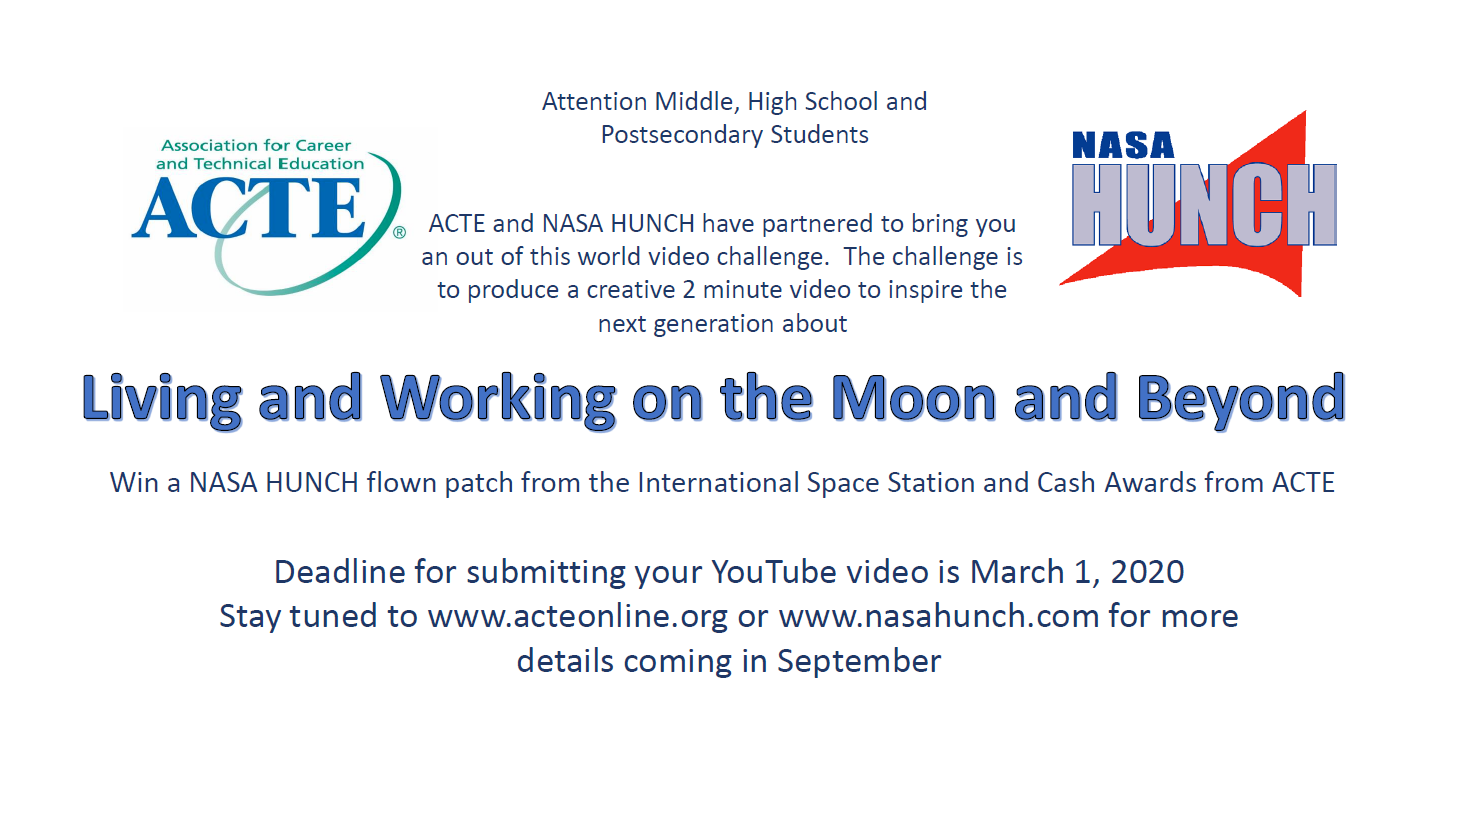 Attention Middle, High School and
Postsecondary Students
Association for Career
and Technical Education
ACTE®
NASA
HUNCH
ACTE and NASA HUNCH have partnered to bring you
an out of this world video challenge.  The challenge is
to produce a creative 2 minute video to inspire the
next generation about
Living and Working on the Moon and Beyond
Win a NASA HUNCH flown patch from the International Space Station and Cash Awards from ACTE
Deadline for submitting your YouTube video is March 1, 2020
Stay tuned to www.acteonline.org or www.nasahunch.com for more
details coming in September